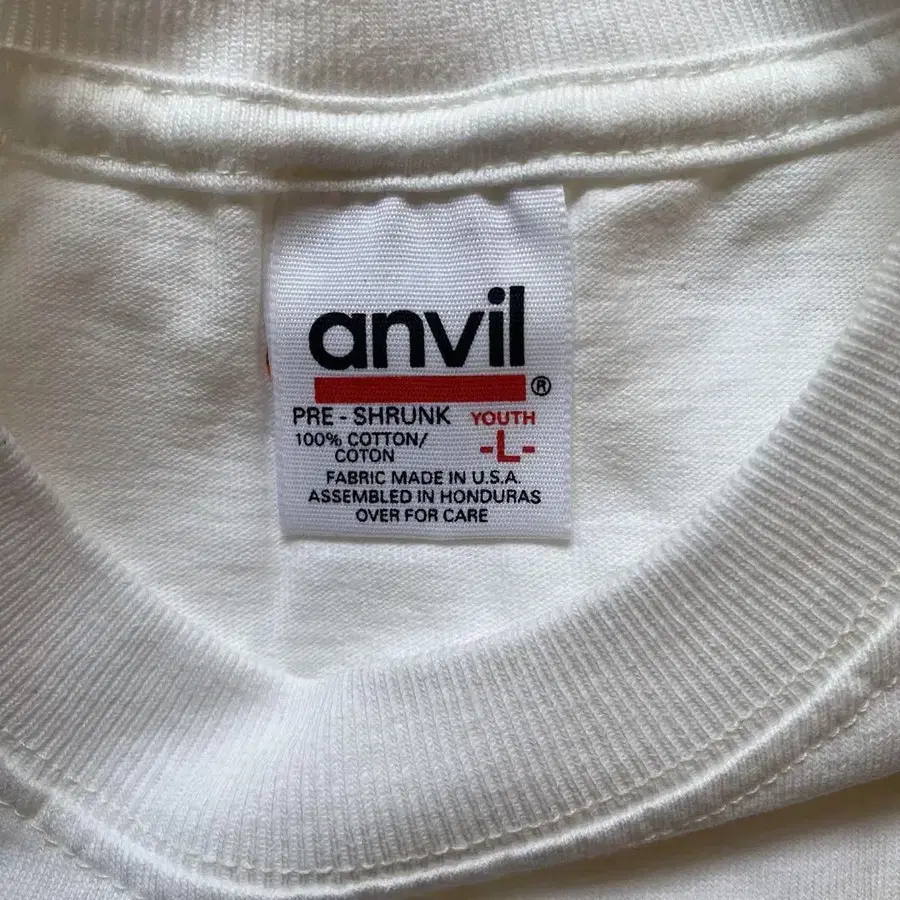 anvil®
PRE - SHRUNK YOUTH
100% COTTON/ -L-
COTON
FABRIC MADE IN U.S.A.
ASSEMBLED IN HONDURAS
OVER FOR CARE